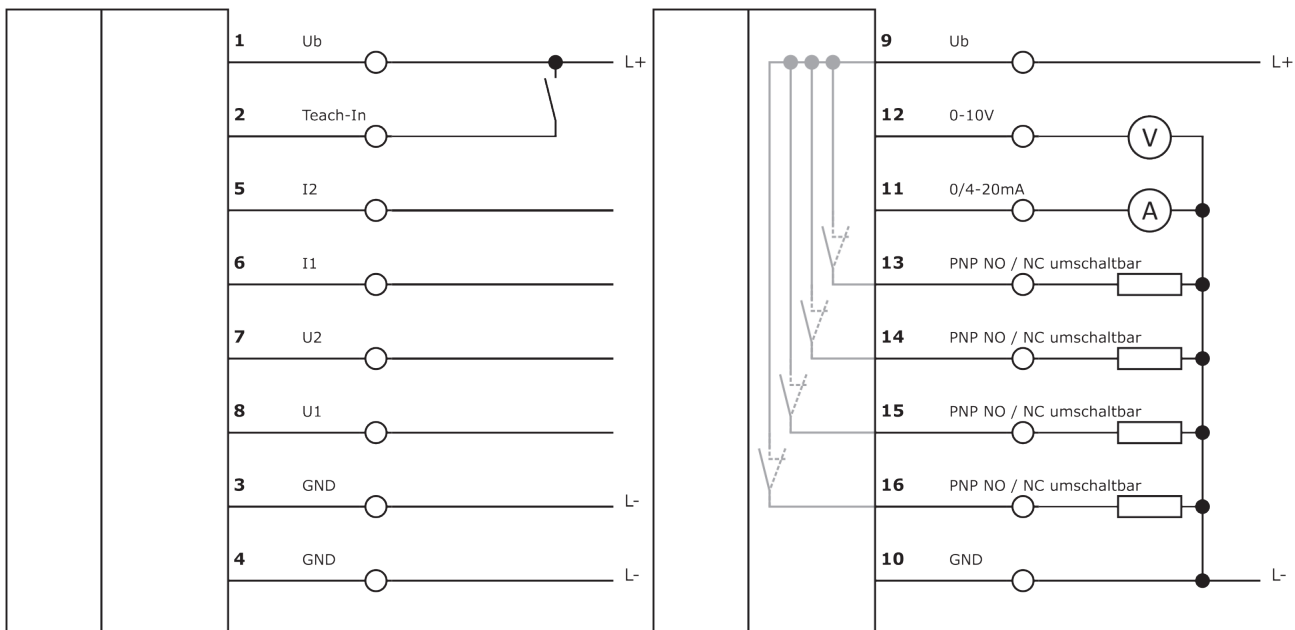 1 Ub
L+
2 Teach-In
5 I2
6 I1
7 U2
8 U1
3 GND
L-
4 GND
L-
9 Ub
L+
12 0-10V
V
11 0/4-20mA
A
13 PNP NO / NC umschaltbar
14 PNP NO / NC umschaltbar
15 PNP NO / NC umschaltbar
16 PNP NO / NC umschaltbar
10 GND
L-